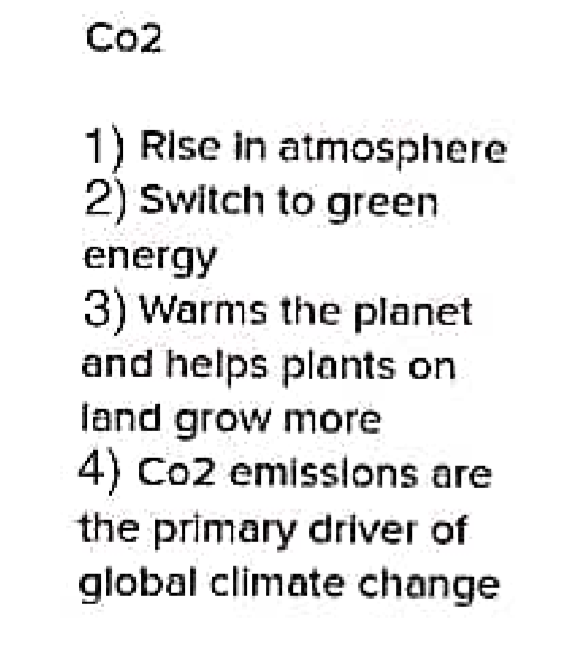 Co2
1) Rise in atmosphere
2) Switch to green
energy
3) Warms the planet
and helps plants on
land grow more
4) Co2 emissions are
the primary driver of
global climate change